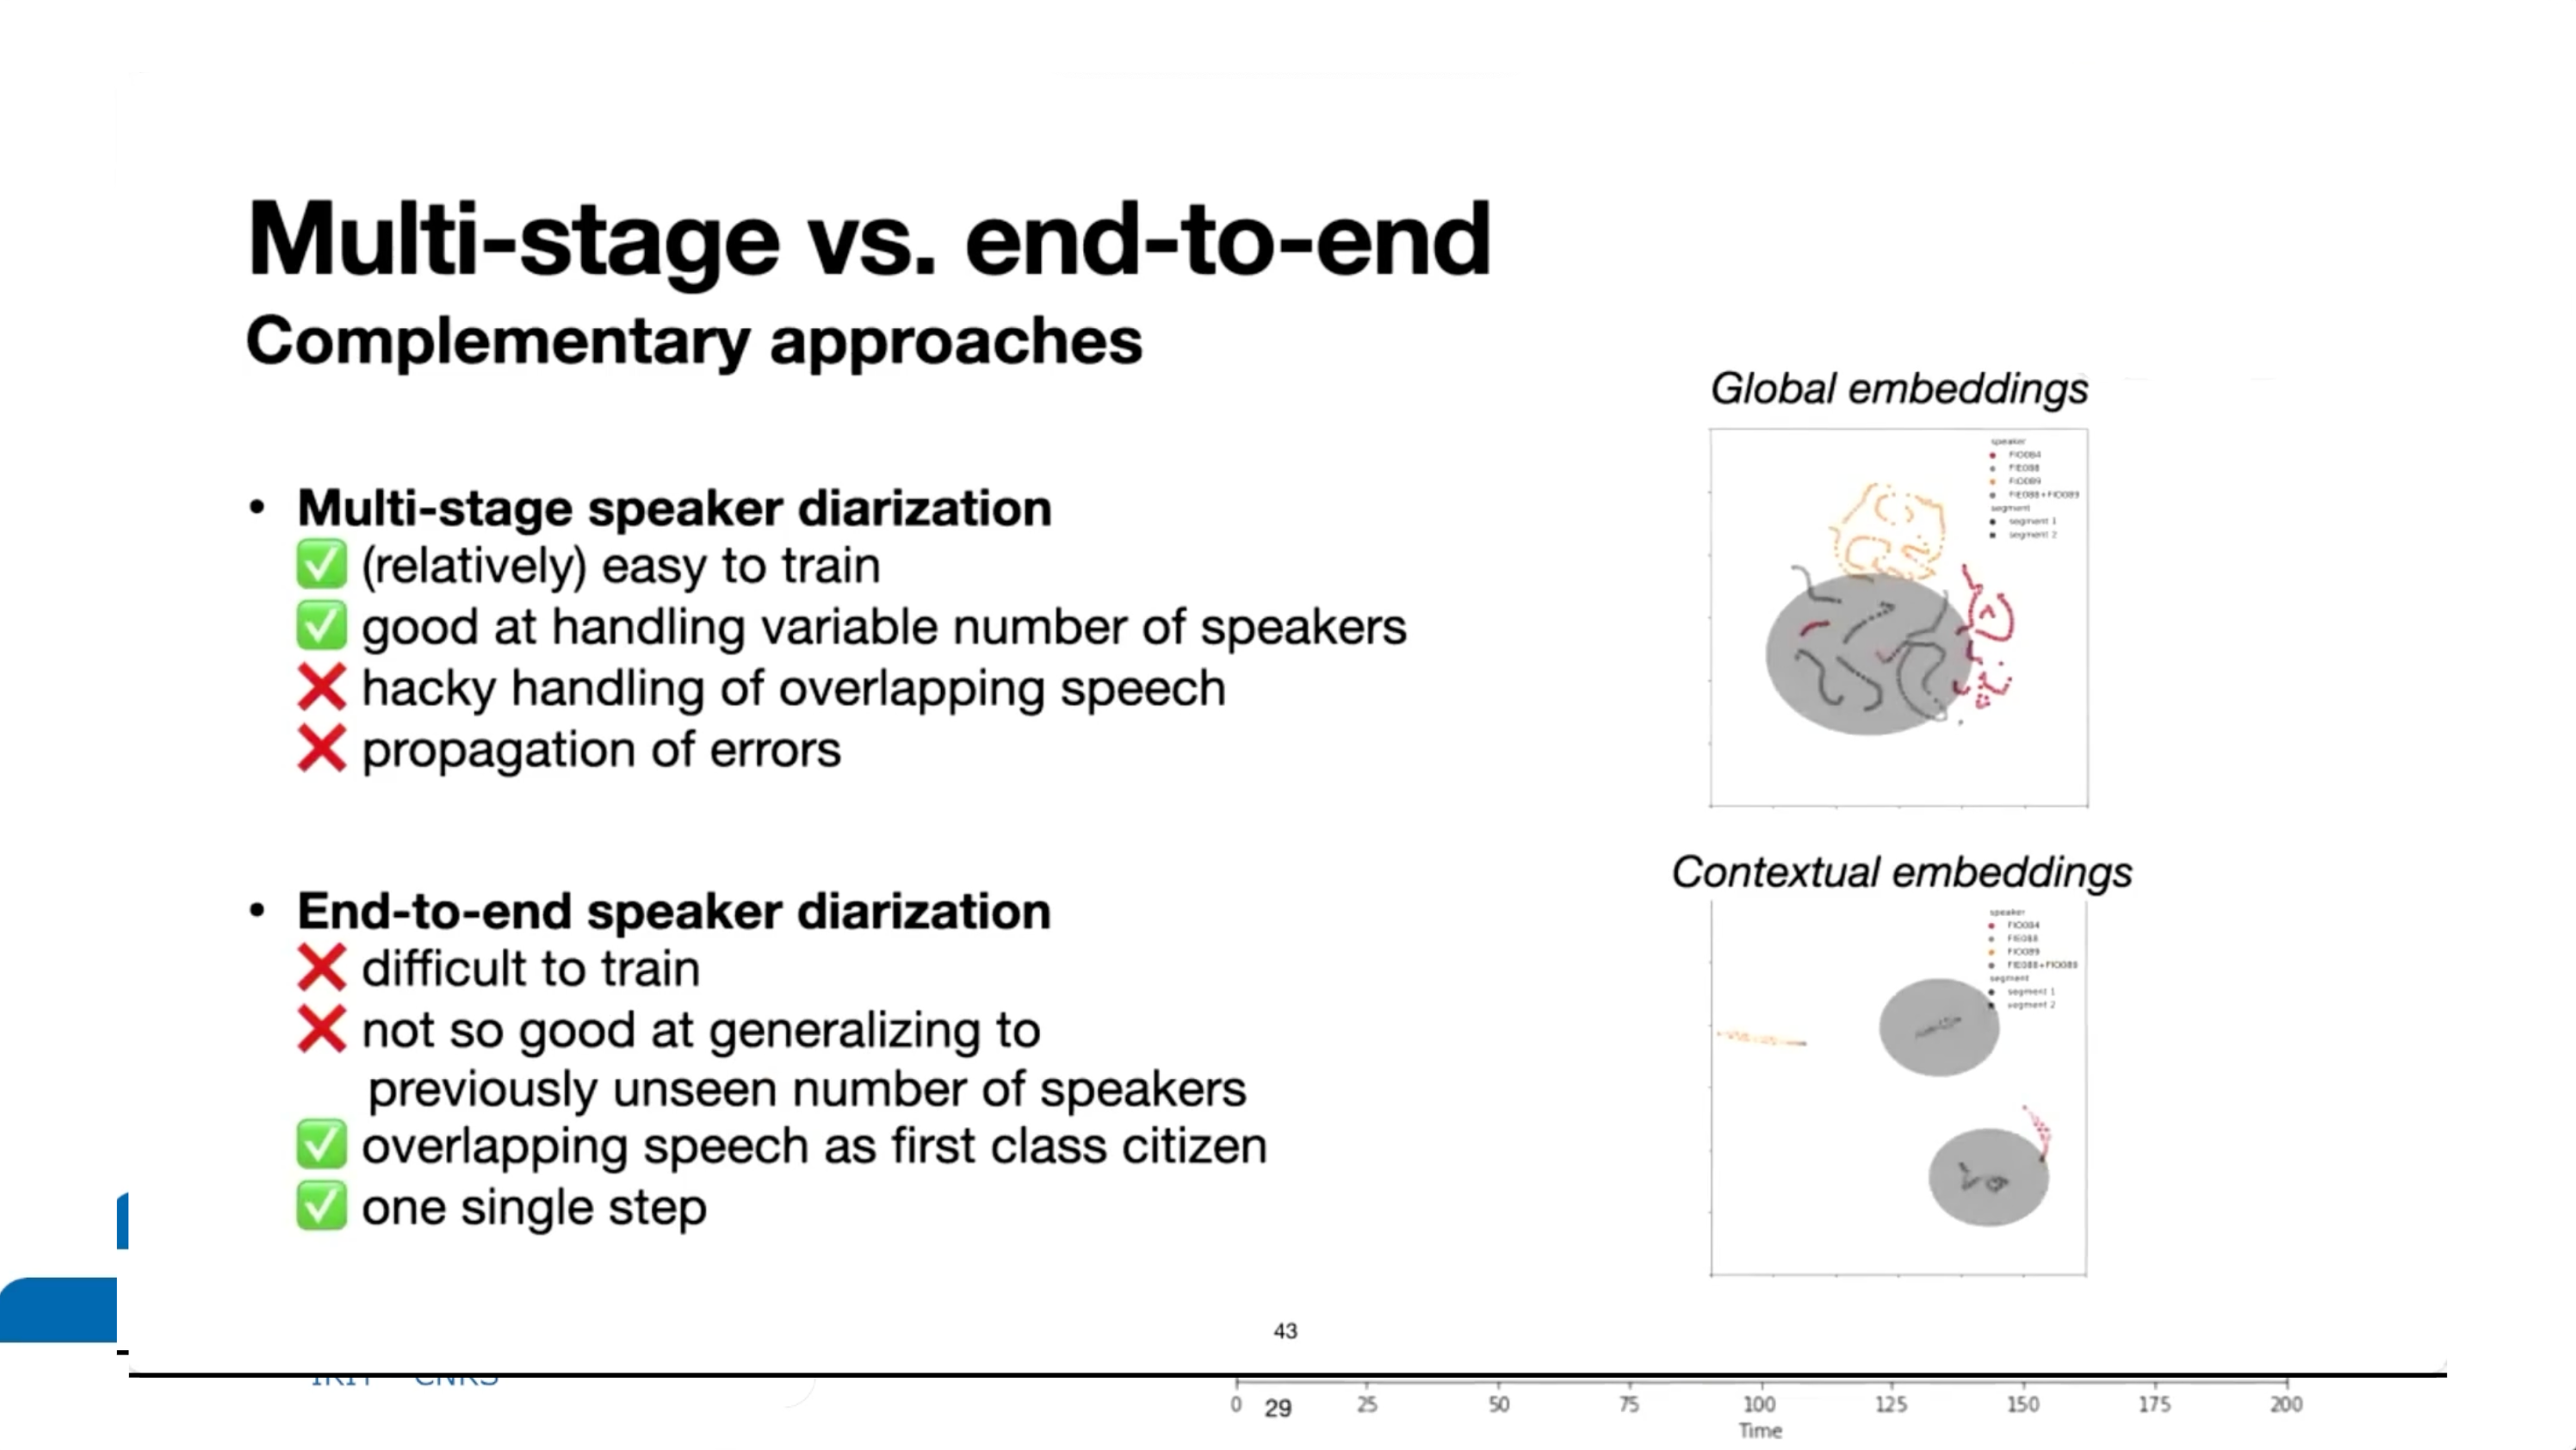 Multi-stage vs. end-to-end
Complementary approaches
• Multi-stage speaker diarization
✅ (relatively) easy to train
✅ good at handling variable number of speakers
❌ hacky handling of overlapping speech
❌ propagation of errors
• End-to-end speaker diarization
❌ difficult to train
❌ not so good at generalizing to
previously unseen number of speakers
✅ overlapping speech as first class citizen
✅ one single step
Global embeddings
speaker
FIO084
FIE088
FIO089
FIE088+FIO089
segment
segment 1
segment 2
Contextual embeddings
speaker
FIO084
FIE088
FIO089
FIE088+FIO089
segment
segment 1
segment 2
43
0 25 50 75 100 125 150 175 200
29
Time